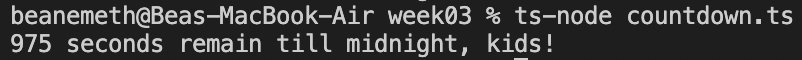 beanemeth@Beas-MacBook-Air week03 % ts-node countdown.ts
975 seconds remain till midnight, kids!